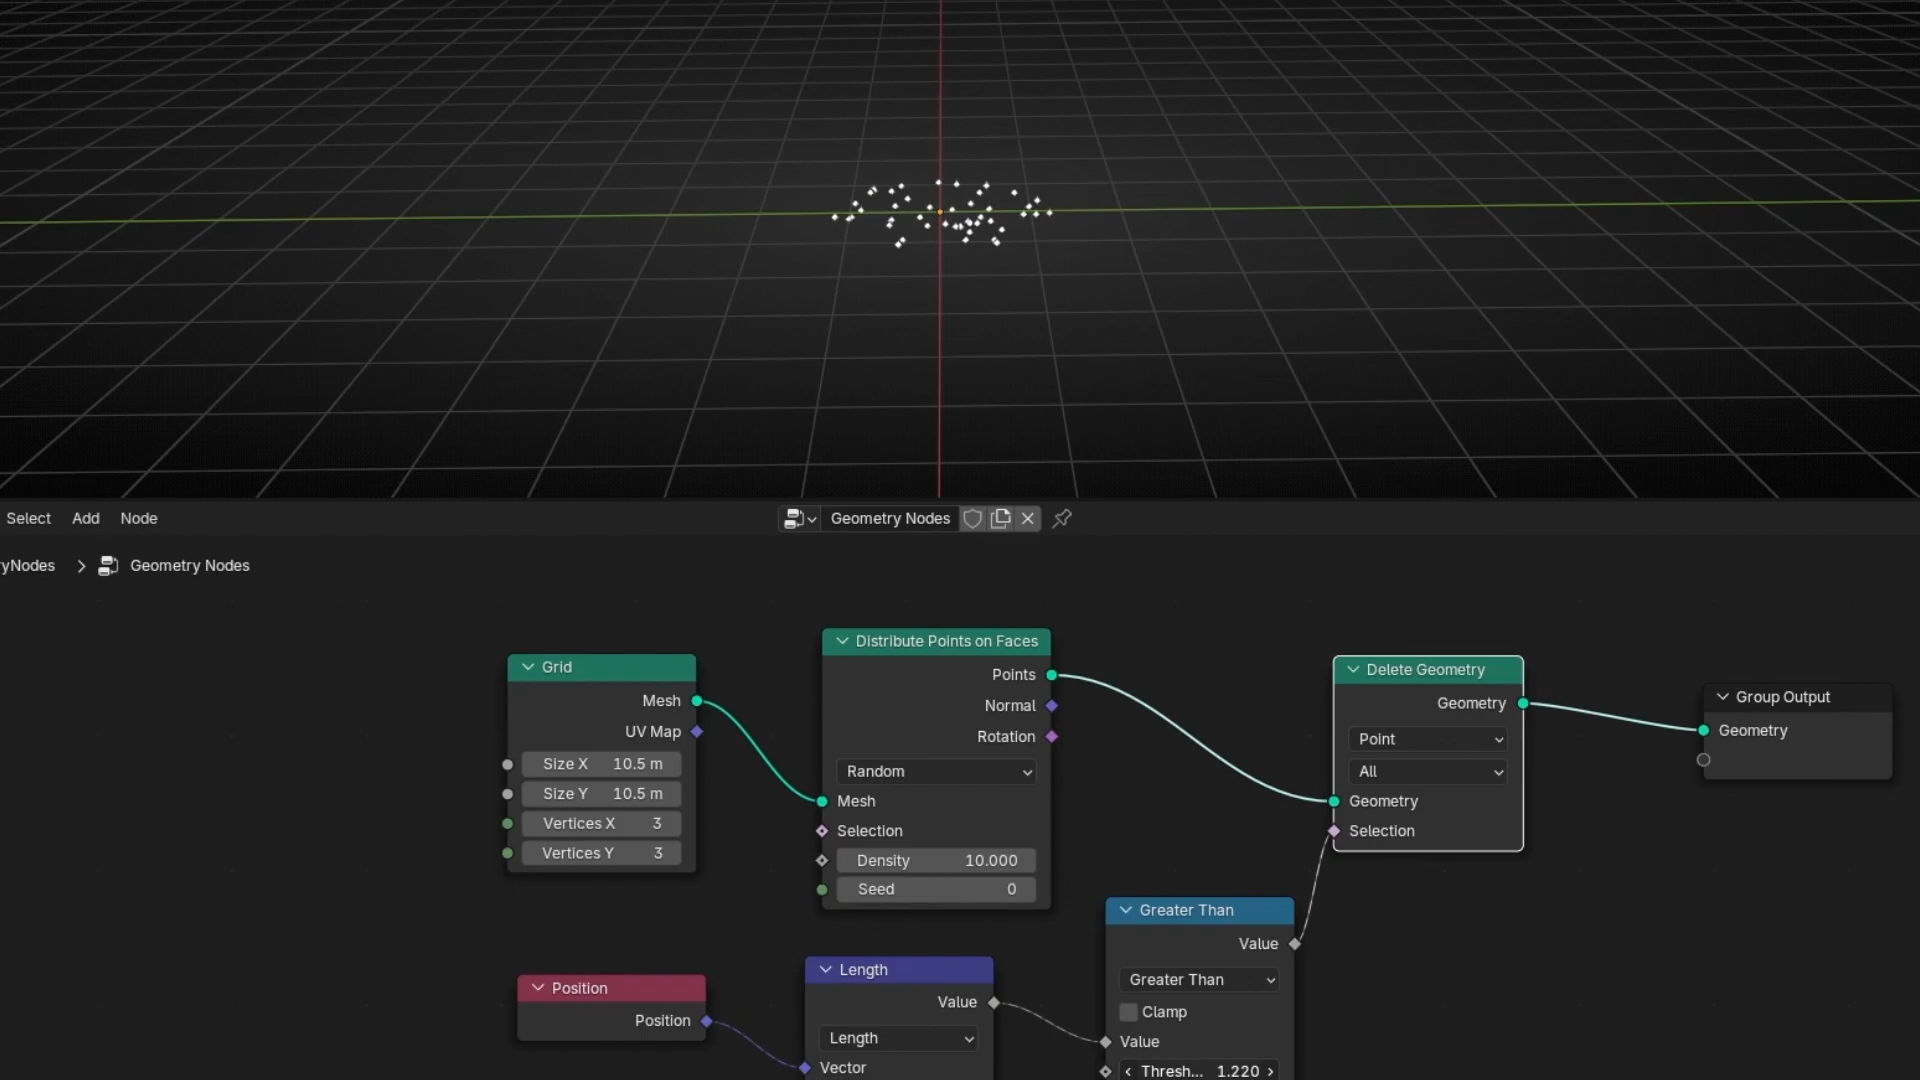 Select Add Node Geometry Nodes
yNodes Geometry Nodes
Grid
Mesh
UV Map
Size X 10.5 m
Size Y 10.5 m
Vertices X 3
Vertices Y 3
Distribute Points on Faces
Points
Normal
Rotation
Random
Mesh
Selection
Density 10.000
Seed 0
Delete Geometry
Geometry
Point
All
Geometry
Selection
Group Output
Geometry
Position
Position
Length
Value
Length
Vector
Greater Than
Value
Greater Than
Clamp
Value
Thresh... 1.220